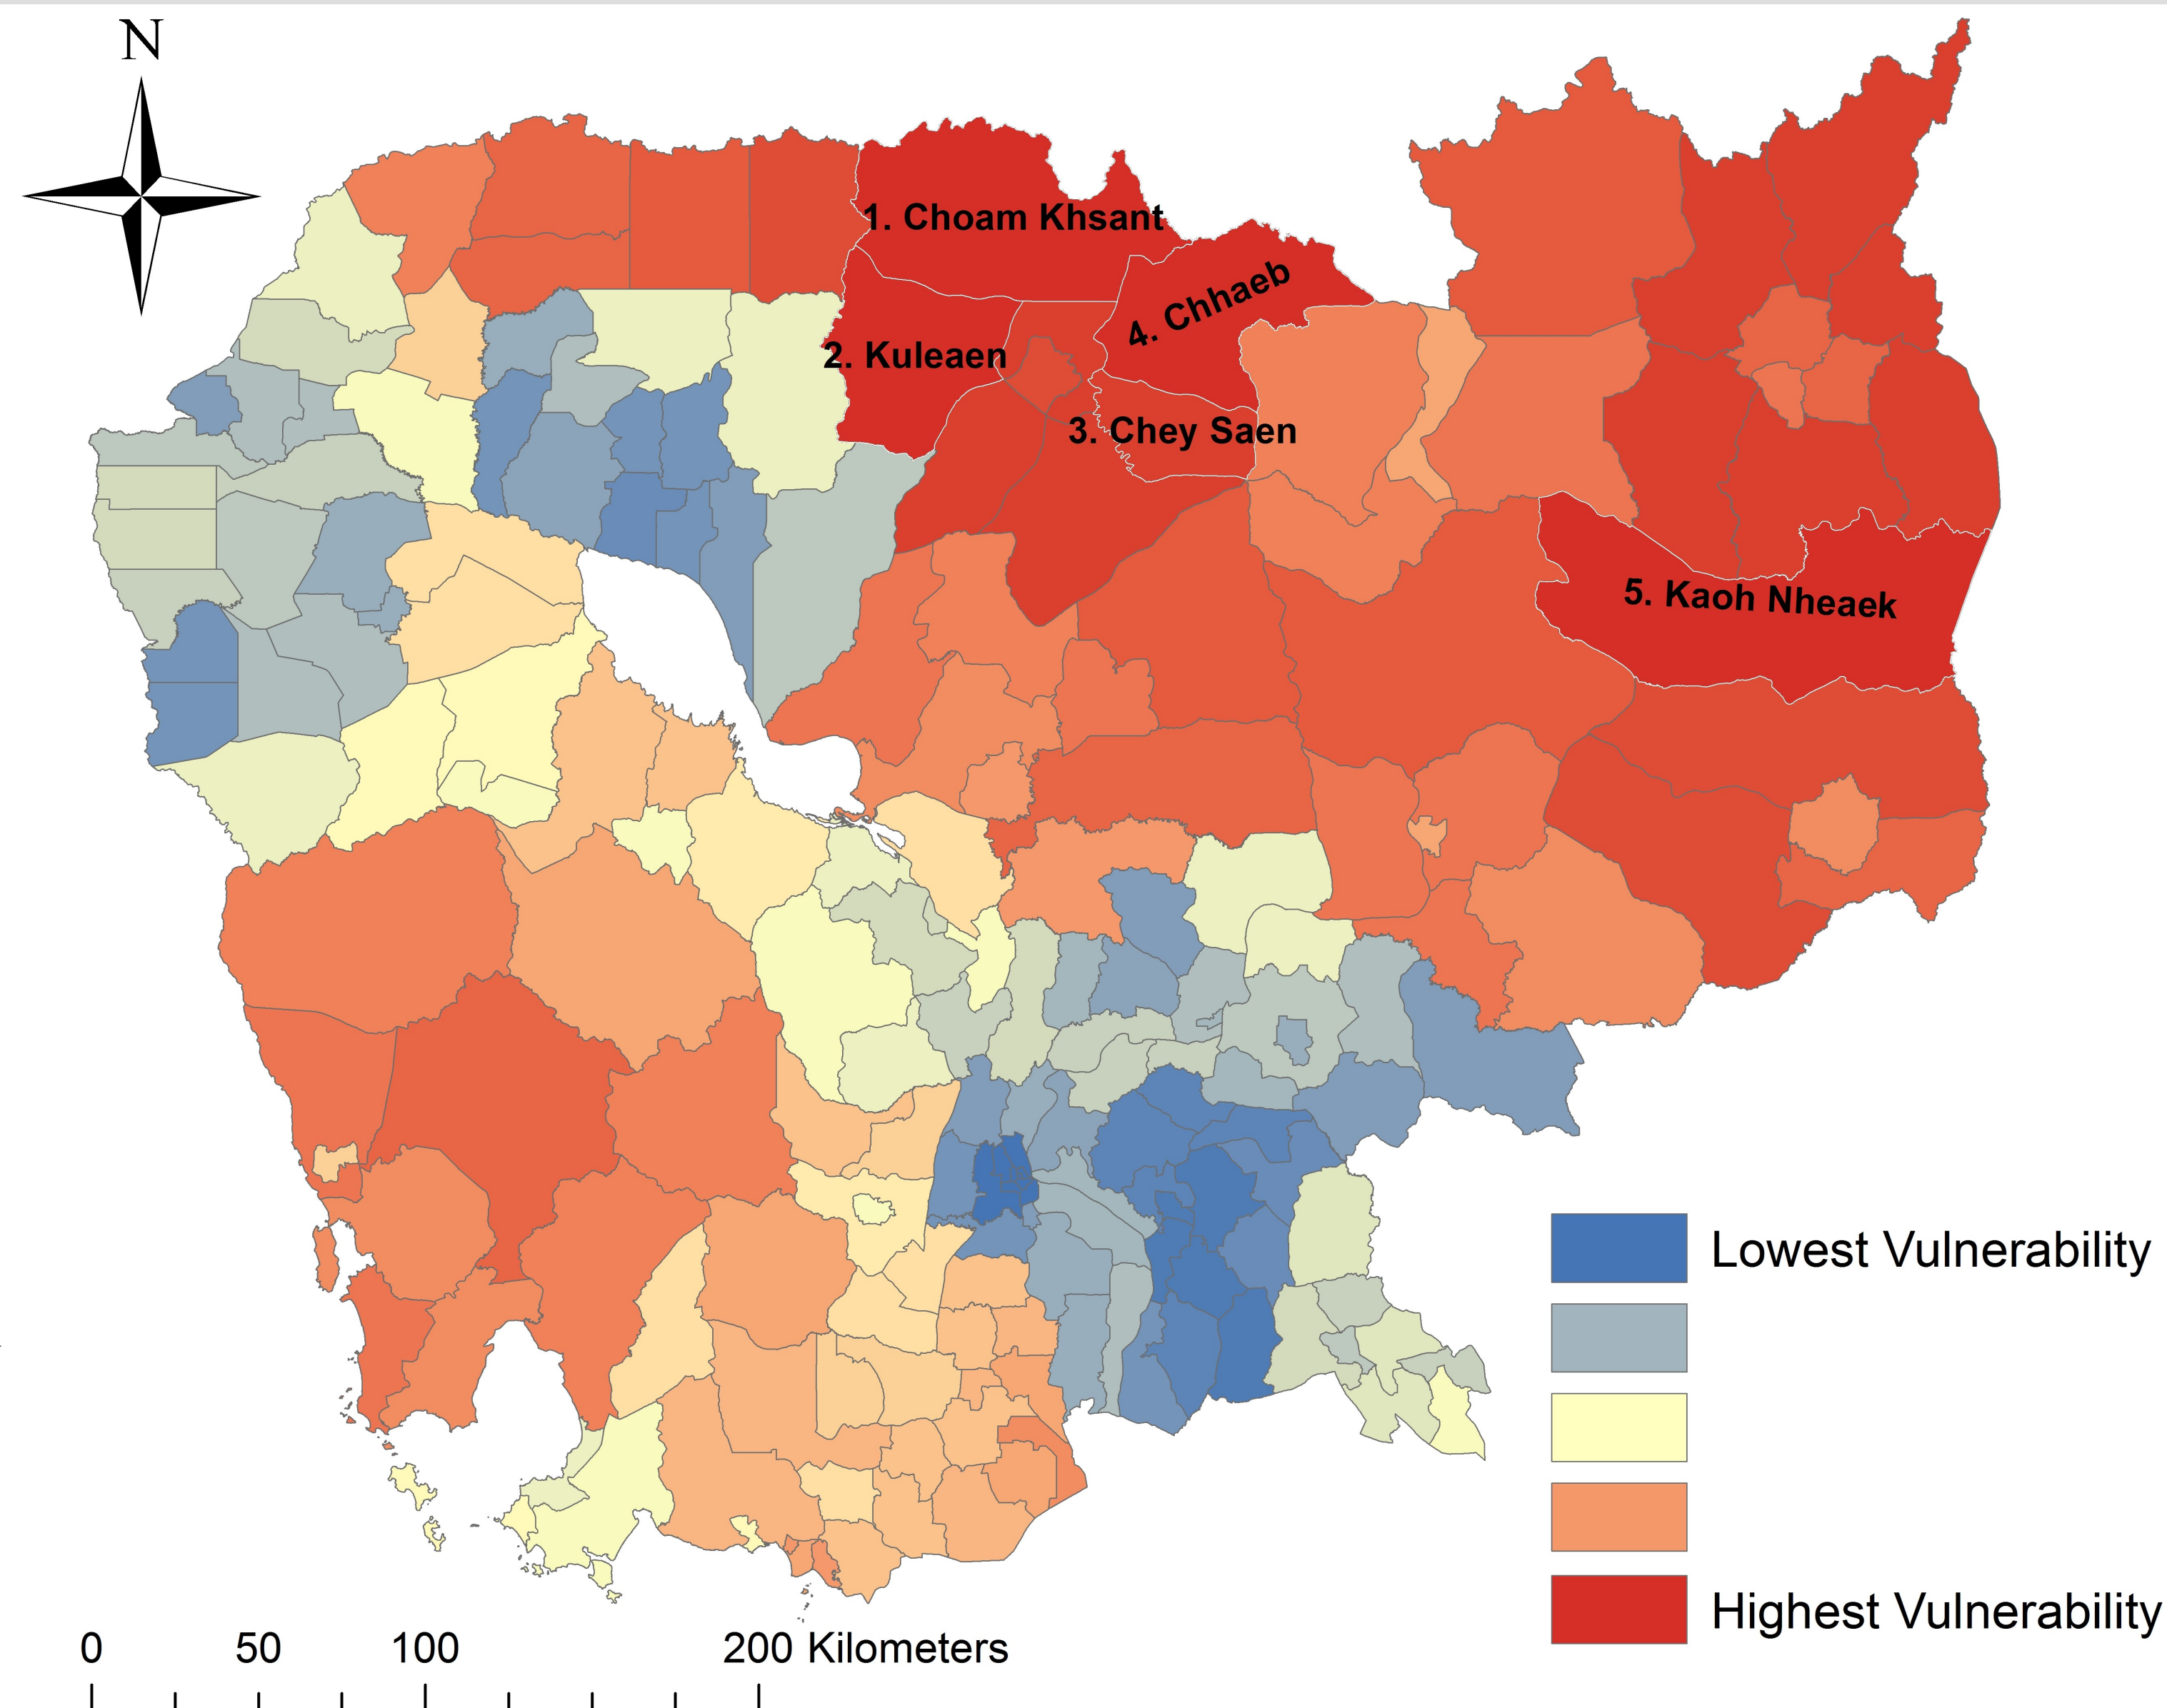 N
1. Choam Khsant
4. Chhaeb
2. Kuleaen
3. Chey Saen
5. Kaoh Nheaek
Lowest Vulnerability
Highest Vulnerability
0 50 100 200 Kilometers